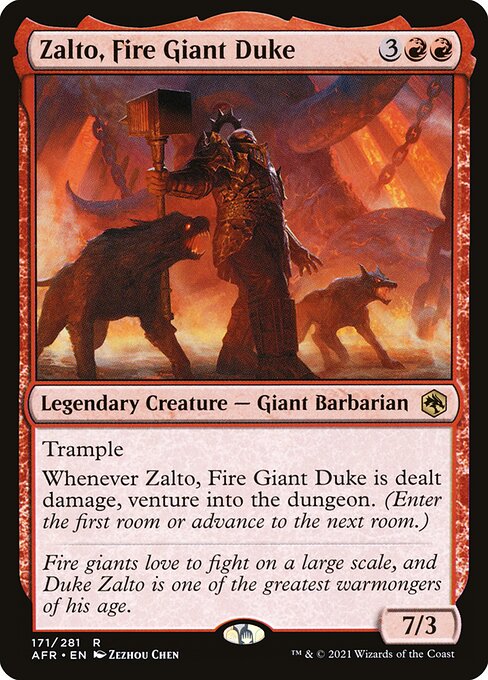 Zalto, Fire Giant Duke 3
Legendary Creature — Giant Barbarian
Trample
Whenever Zalto, Fire Giant Duke is dealt
damage, venture into the dungeon. (Enter
the first room or advance to the next room.)
Fire giants love to fight on a large scale, and
Duke Zalto is one of the greatest warmongers
of his age.
7/3
171/281 R
AFR • EN Zezhou Chen
™ & © 2021 Wizards of the Coast